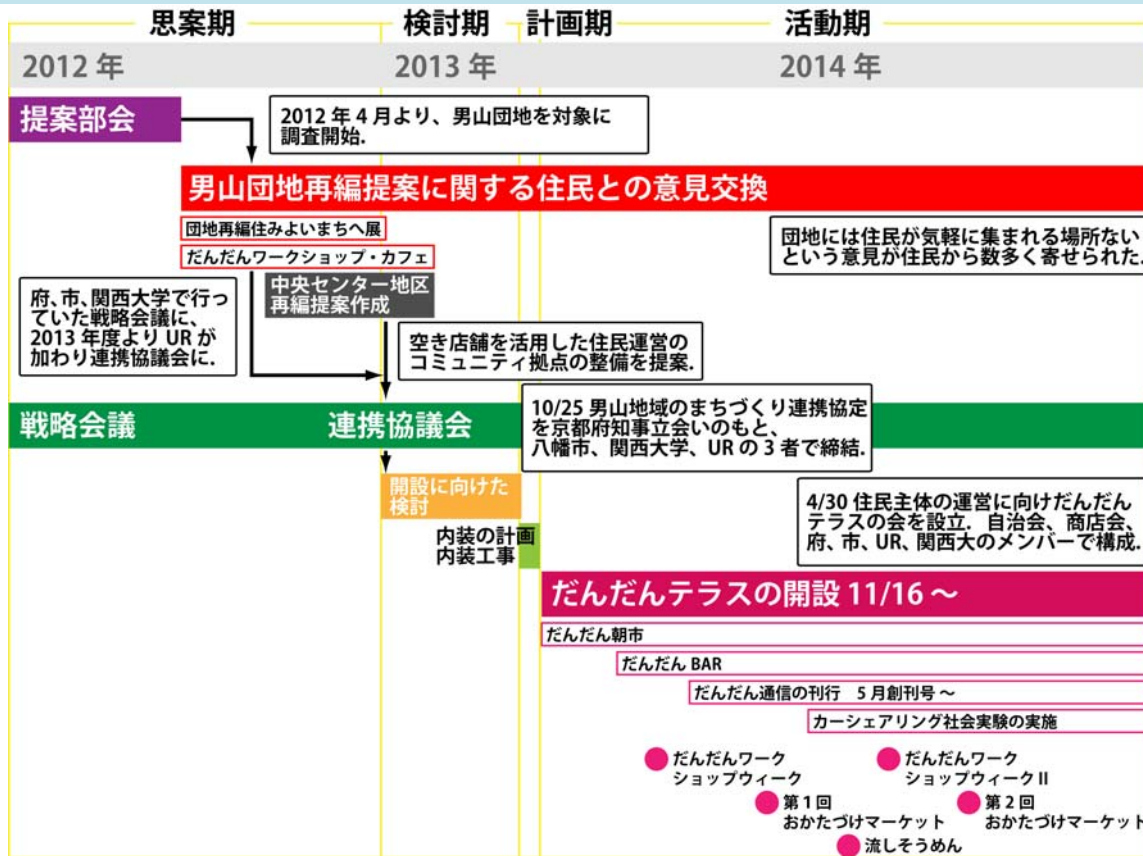 思案期
検討期
計画期
活動期
2012 年
2013 年
2014 年
提案部会
2012 年 4 月より、男山団地を対象に
調査開始.
男山団地再編提案に関する住民との意見交換
団地再編住みよいまちへ展
だんだんワークショップ・カフェ
団地には住民が気軽に集まれる場所ない
という意見が住民から数多く寄せられた.
中央センター地区
再編提案作成
府、市、関西大学で行っ
ていた戦略会議に、
2013 年度より UR が
加わり連携協議会に.
空き店舗を活用した住民運営の
コミュニティ拠点の整備を提案.
戦略会議
連携協議会
10/25 男山地域のまちづくり連携協定
を京都府知事立会いのもと、
八幡市、関西大学、UR の 3 者で締結.
開設に向けた
検討
4/30 住民主体の運営に向けだんだん
テラスの会を設立. 自治会、商店会、
府、市、UR、関西大のメンバーで構成.
内装の計画
内装工事
だんだんテラスの開設 11/16 ～
だんだん朝市
だんだん BAR
だんだん通信の刊行 5 月創刊号 ～
カーシェアリング社会実験の実施
だんだんワーク
ショップウィーク
だんだんワーク
ショップウィーク II
第 1 回
おかたづけマーケット
第 2 回
おかたづけマーケット
流しそうめん